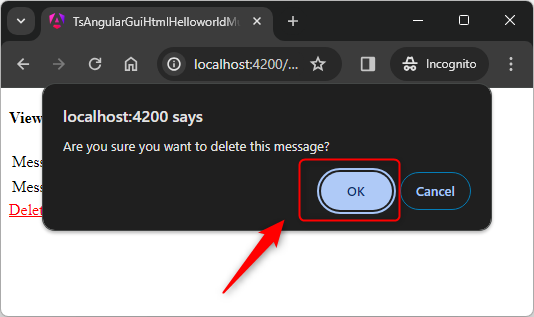 TsAngularGuiHtmlHelloworldMu
localhost:4200/...
Incognito
View
localhost:4200 says
Are you sure you want to delete this message?
Mess
Mess
Delet
OK
Cancel